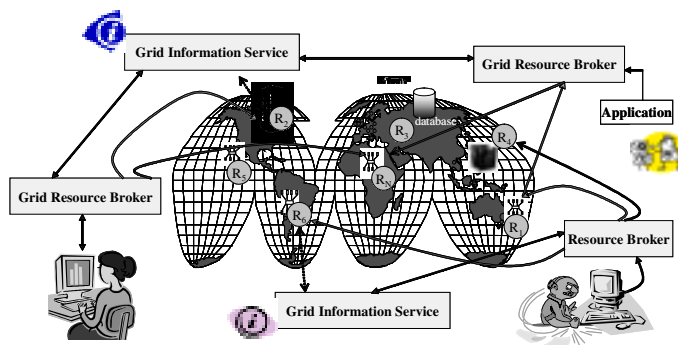 Grid Information Service
Grid Resource Broker
Application
R2
R3
database
R4
Grid Resource Broker
R5
RN
R6
R1
Resource Broker
Grid Information Service